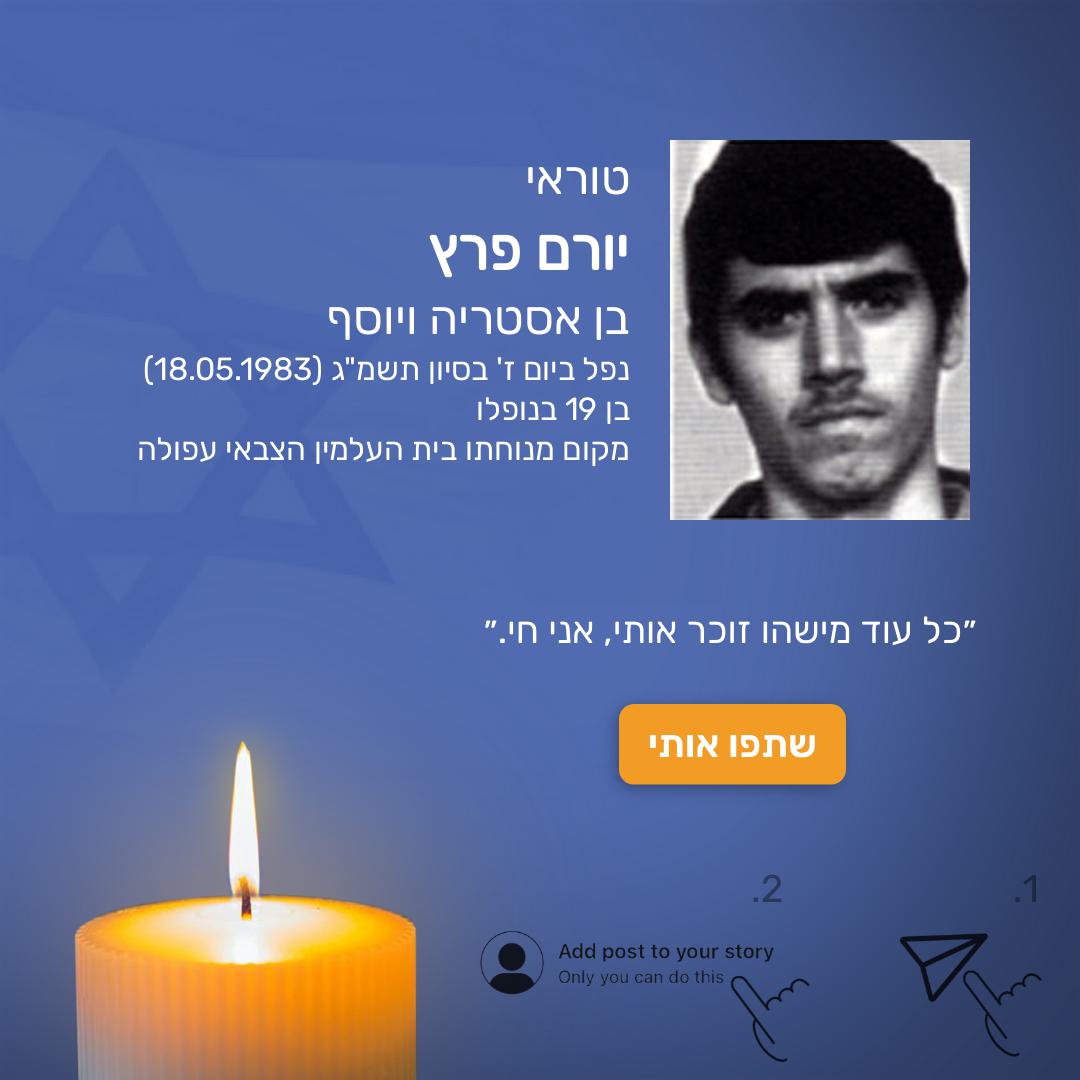 טוראי
יורם פרץ
בן אסטריה ויוסף
נפל ביום ז' בסיון תשמ"ג (18.05.1983)
בן 19 בנופלו
מקום מנוחתו בית העלמין הצבאי עפולה
״כל עוד מישהו זוכר אותי, אני חי.״
שתפו אותי
.1
.2
Add post to your story
Only you can do this